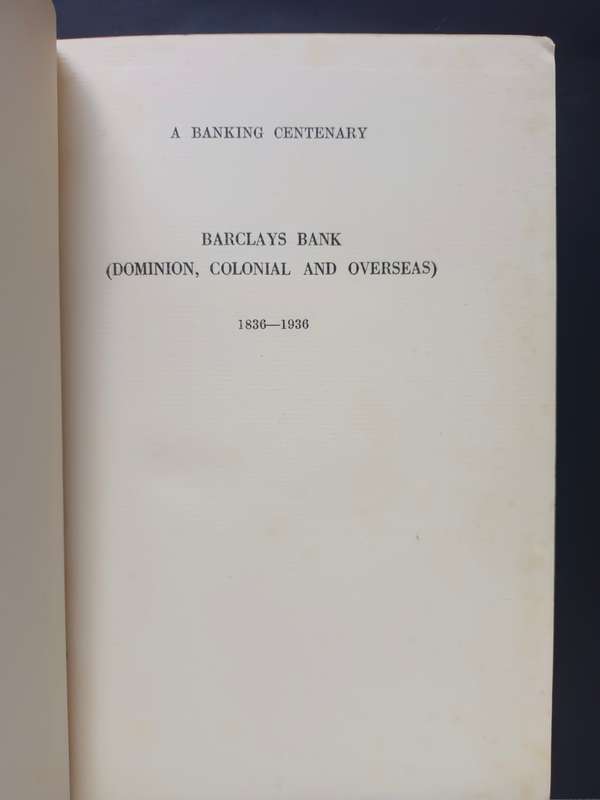 A BANKING CENTENARY
BARCLAYS BANK
(DOMINION, COLONIAL AND OVERSEAS)
1836—1936